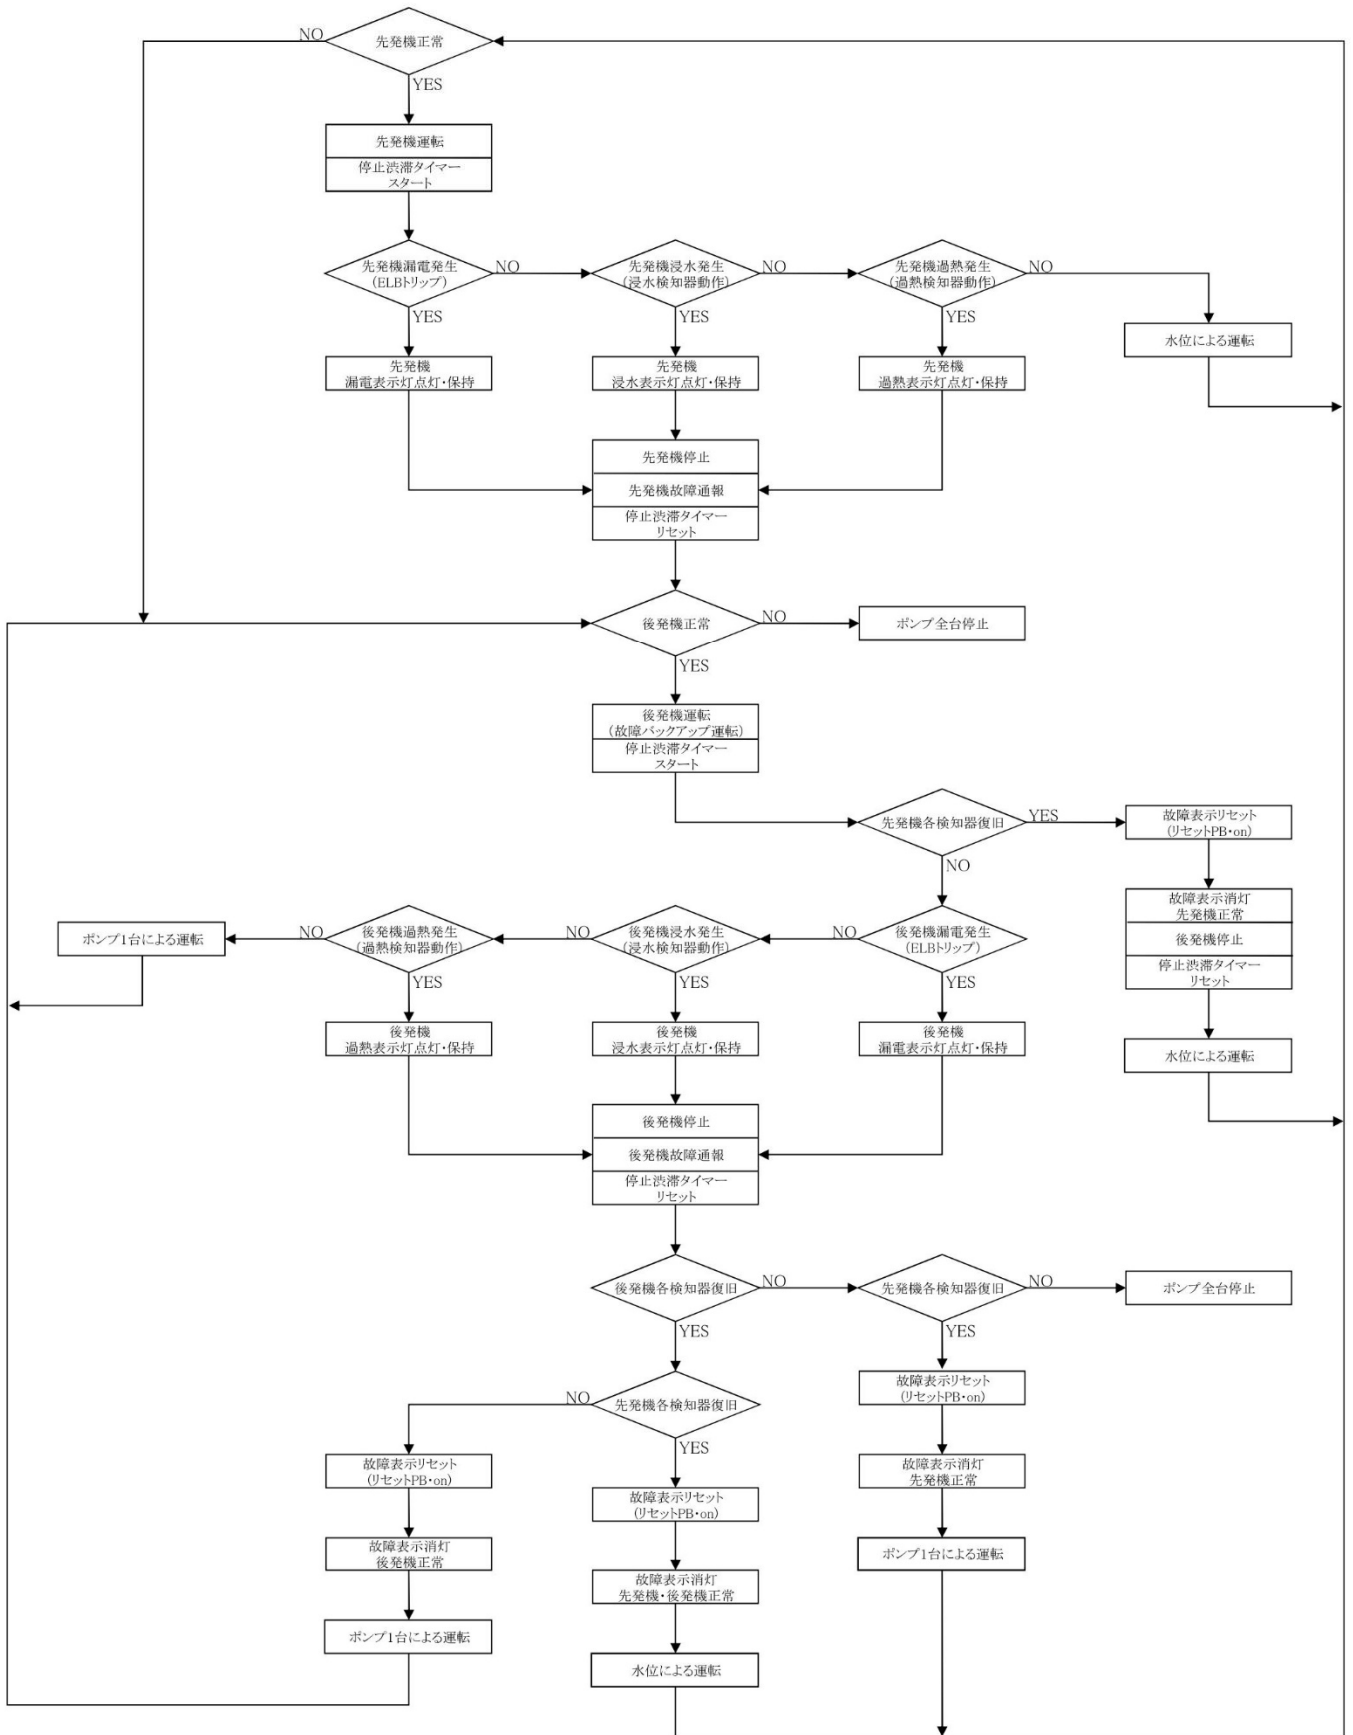 NO
先発機正常
YES
先発機運転
停止渋滞タイマー
スタート
先発機漏電発生
(ELBトリップ)
NO
先発機浸水発生
(浸水検知器動作)
NO
先発機過熱発生
(過熱検知器動作)
NO
YES
YES
YES
水位による運転
先発機
漏電表示灯点灯・保持
先発機
浸水表示灯点灯・保持
先発機
過熱表示灯点灯・保持
先発機停止
先発機故障通報
停止渋滞タイマー
リセット
後発機正常
NO
ポンプ全台停止
YES
後発機運転
(故障バックアップ運転)
停止渋滞タイマー
スタート
先発機各検知器復旧
YES
故障表示リセット
(リセットPB・on)
NO
故障表示消灯
先発機正常
後発機停止
停止渋滞タイマー
リセット
ポンプ1台による運転
NO
後発機過熱発生
(過熱検知器動作)
NO
後発機浸水発生
(浸水検知器動作)
NO
後発機漏電発生
(ELBトリップ)
YES
YES
YES
後発機
過熱表示灯点灯・保持
後発機
浸水表示灯点灯・保持
後発機
漏電表示灯点灯・保持
水位による運転
後発機停止
後発機故障通報
停止渋滞タイマー
リセット
後発機各検知器復旧
NO
先発機各検知器復旧
NO
ポンプ全台停止
YES
YES
NO
先発機各検知器復旧
故障表示リセット
(リセットPB・on)
YES
故障表示リセット
(リセットPB・on)
故障表示消灯
先発機正常
故障表示リセット
(リセットPB・on)
故障表示消灯
後発機正常
ポンプ1台による運転
故障表示消灯
先発機・後発機正常
ポンプ1台による運転
水位による運転